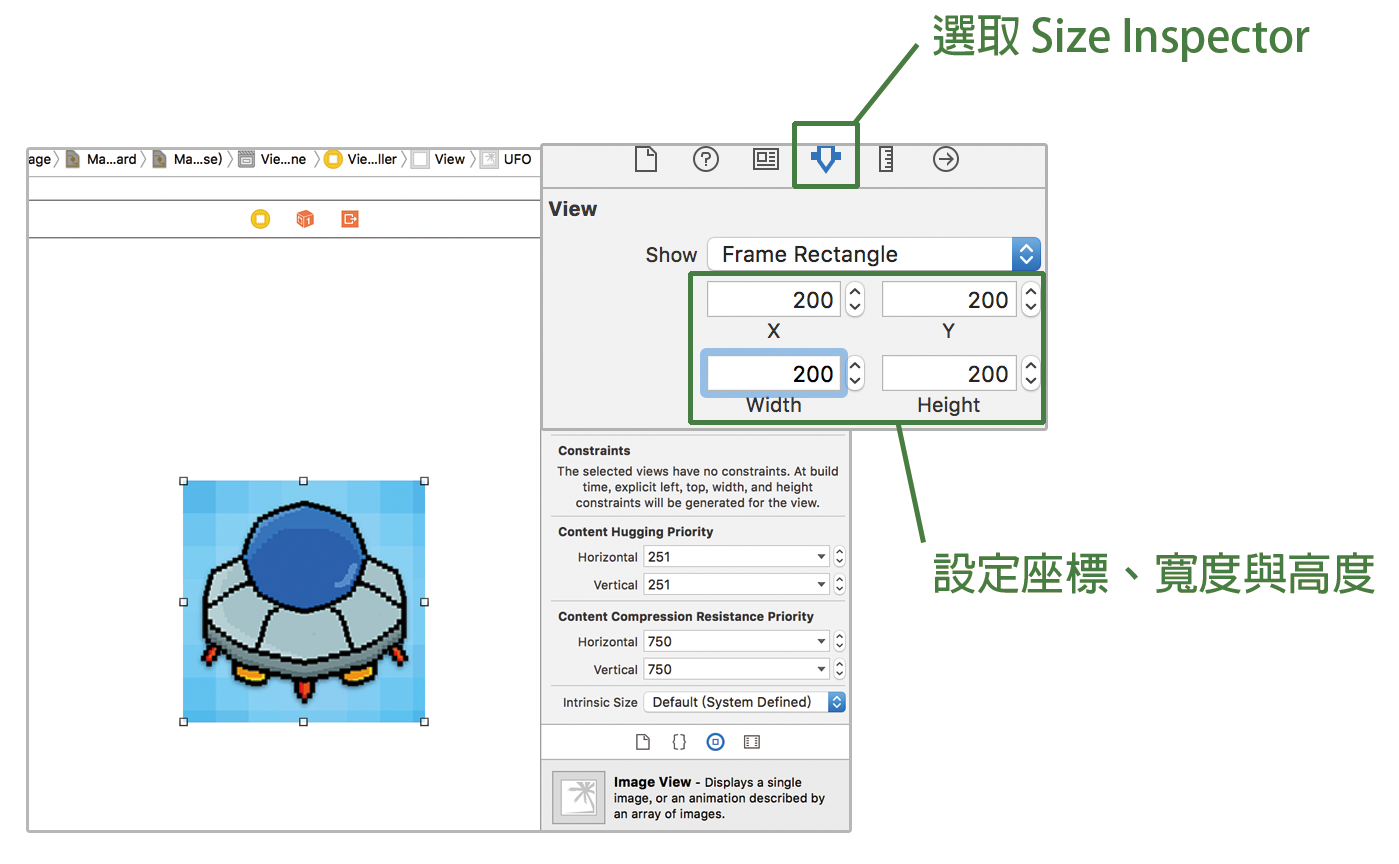 選取 Size Inspector
age Ma...ard Ma...se) Vie...ne Vie...ller View UFO
View
Show Frame Rectangle
200 200
X Y
200 200
Width Height
Constraints
The selected views have no constraints. At build
time, explicit left, top, width, and height
constraints will be generated for the view.
Content Hugging Priority
Horizontal 251
Vertical 251
設定座標、寬度與高度
Content Compression Resistance Priority
Horizontal 750
Vertical 750
Intrinsic Size Default (System Defined)
Image View - Displays a single
image, or an animation described by
an array of images.